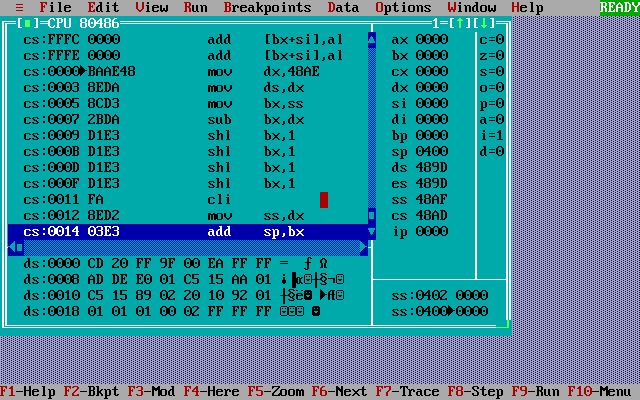 ≡ File Edit View Run Breakpoints Data Options Window Help READY
[■]=CPU 80486 1=[↑][↓]
cs:FFFC 0000 add [bx+si],al ax 0000 c=0
cs:FFFE 0000 add [bx+si],al bx 0000 z=0
cs:0000►BAAE48 mov dx,48AE cx 0000 s=0
cs:0003 8EDA mov ds,dx dx 0000 o=0
cs:0005 8CD3 mov bx,ss si 0000 p=0
cs:0007 2BDA sub bx,dx di 0000 a=0
cs:0009 D1E3 shl bx,1 bp 0000 i=1
cs:000B D1E3 shl bx,1 sp 0400 d=0
cs:000D D1E3 shl bx,1 ds 489D
cs:000F D1E3 shl bx,1 es 489D
cs:0011 FA cli ss 48AF
cs:0012 8ED2 mov ss,dx cs 48AD
cs:0014 03E3 add sp,bx ip 0000
ds:0000 CD 20 FF 9F 00 EA FF FF = ƒ Ω
ds:0008 AD DE E0 01 C5 15 AA 01 ss:0402 0000
ds:0010 C5 15 89 02 20 10 92 01 ss:0400►0000
ds:0018 01 01 01 00 02 FF FF FF
F1-Help F2-Bkpt F3-Mod F4-Here F5-Zoom F6-Next F7-Trace F8-Step F9-Run F10-Menu